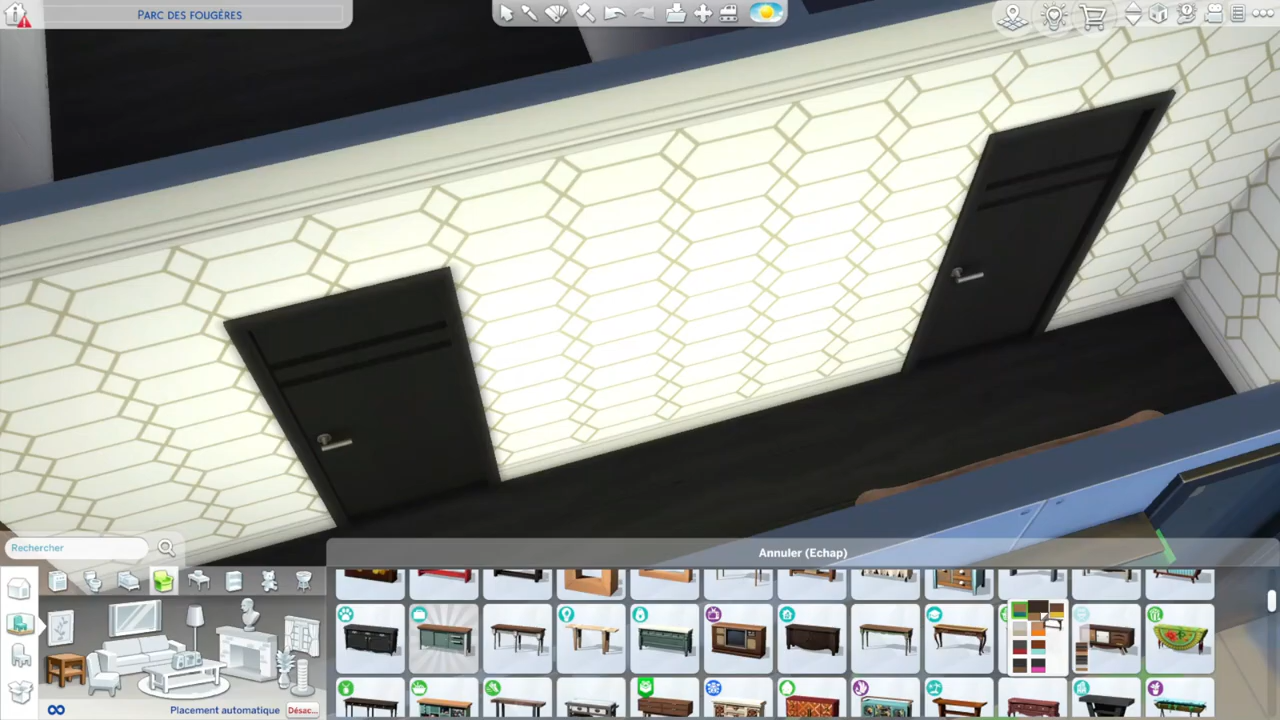 PARC DES FOUGÈRES
Rechercher
Annuler (Echap)
Placement automatique
Désac...